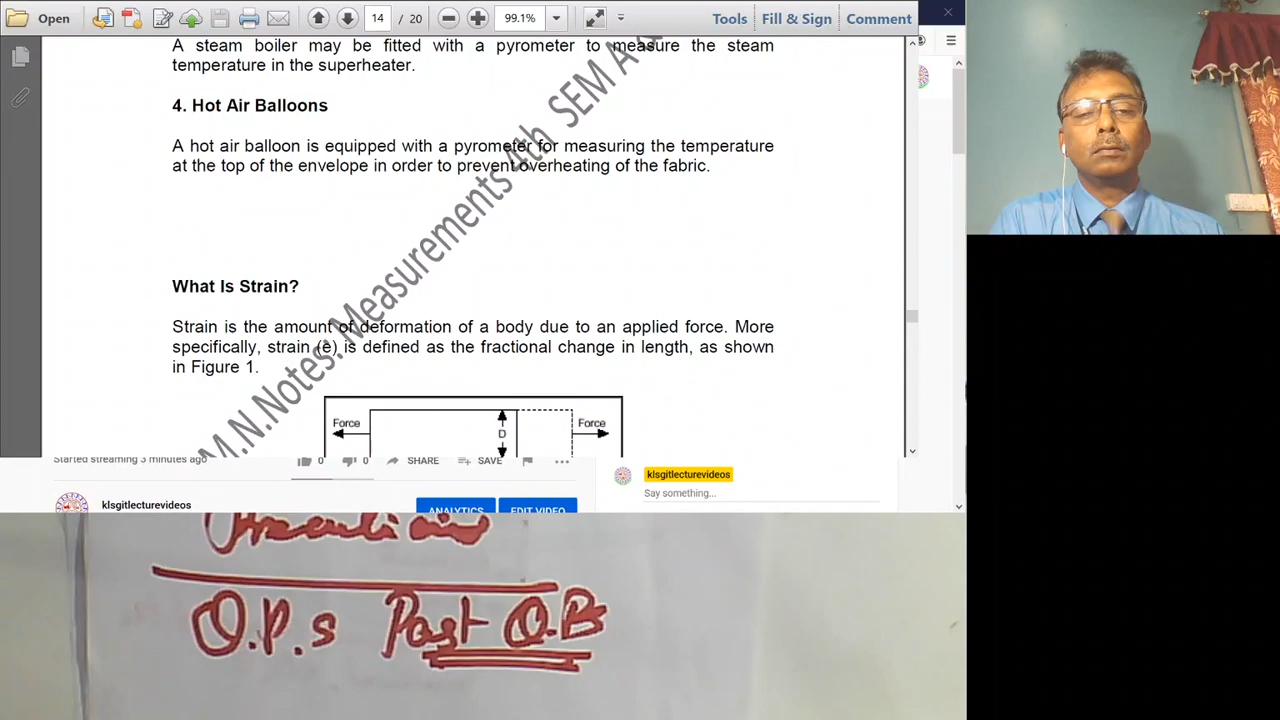 Open
14 / 20
99.1%
Tools
Fill & Sign
Comment
A steam boiler may be fitted with a pyrometer to measure the steam
temperature in the superheater.
4. Hot Air Balloons
A hot air balloon is equipped with a pyrometer for measuring the temperature
at the top of the envelope in order to prevent overheating of the fabric.
What Is Strain?
Strain is the amount of deformation of a body due to an applied force. More
specifically, strain (e) is defined as the fractional change in length, as shown
in Figure 1.
Force
D
Force
M.N.Notes: Measurements 4th SEM A
Started streaming 3 minutes ago
0
0
SHARE
SAVE
klsgitlecturevideos
ANALYTICS
EDIT VIDEO
klsgitlecturevideos
Say something...
Q.P.s Past Q.Ps